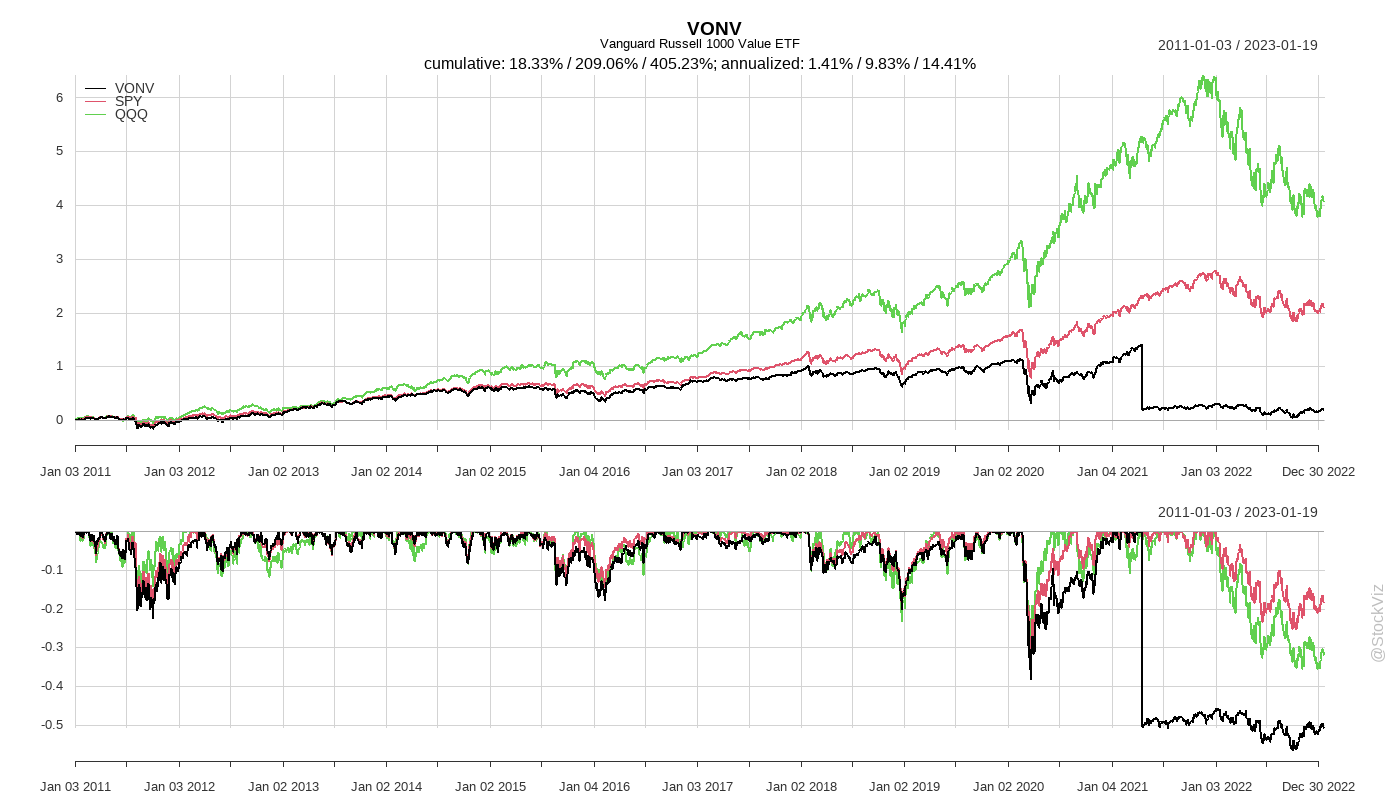 VONV
Vanguard Russell 1000 Value ETF
2011-01-03 / 2023-01-19
cumulative: 18.33% / 209.06% / 405.23%; annualized: 1.41% / 9.83% / 14.41%
VONV
SPY
QQQ
6
5
4
3
2
1
0
Jan 03 2011 Jan 03 2012 Jan 02 2013 Jan 02 2014 Jan 02 2015 Jan 04 2016 Jan 03 2017 Jan 02 2018 Jan 02 2019 Jan 02 2020 Jan 04 2021 Jan 03 2022 Dec 30 2022
2011-01-03 / 2023-01-19
-0.1
-0.2
-0.3
-0.4
-0.5
Jan 03 2011 Jan 03 2012 Jan 02 2013 Jan 02 2014 Jan 02 2015 Jan 04 2016 Jan 03 2017 Jan 02 2018 Jan 02 2019 Jan 02 2020 Jan 04 2021 Jan 03 2022 Dec 30 2022
@StockViz